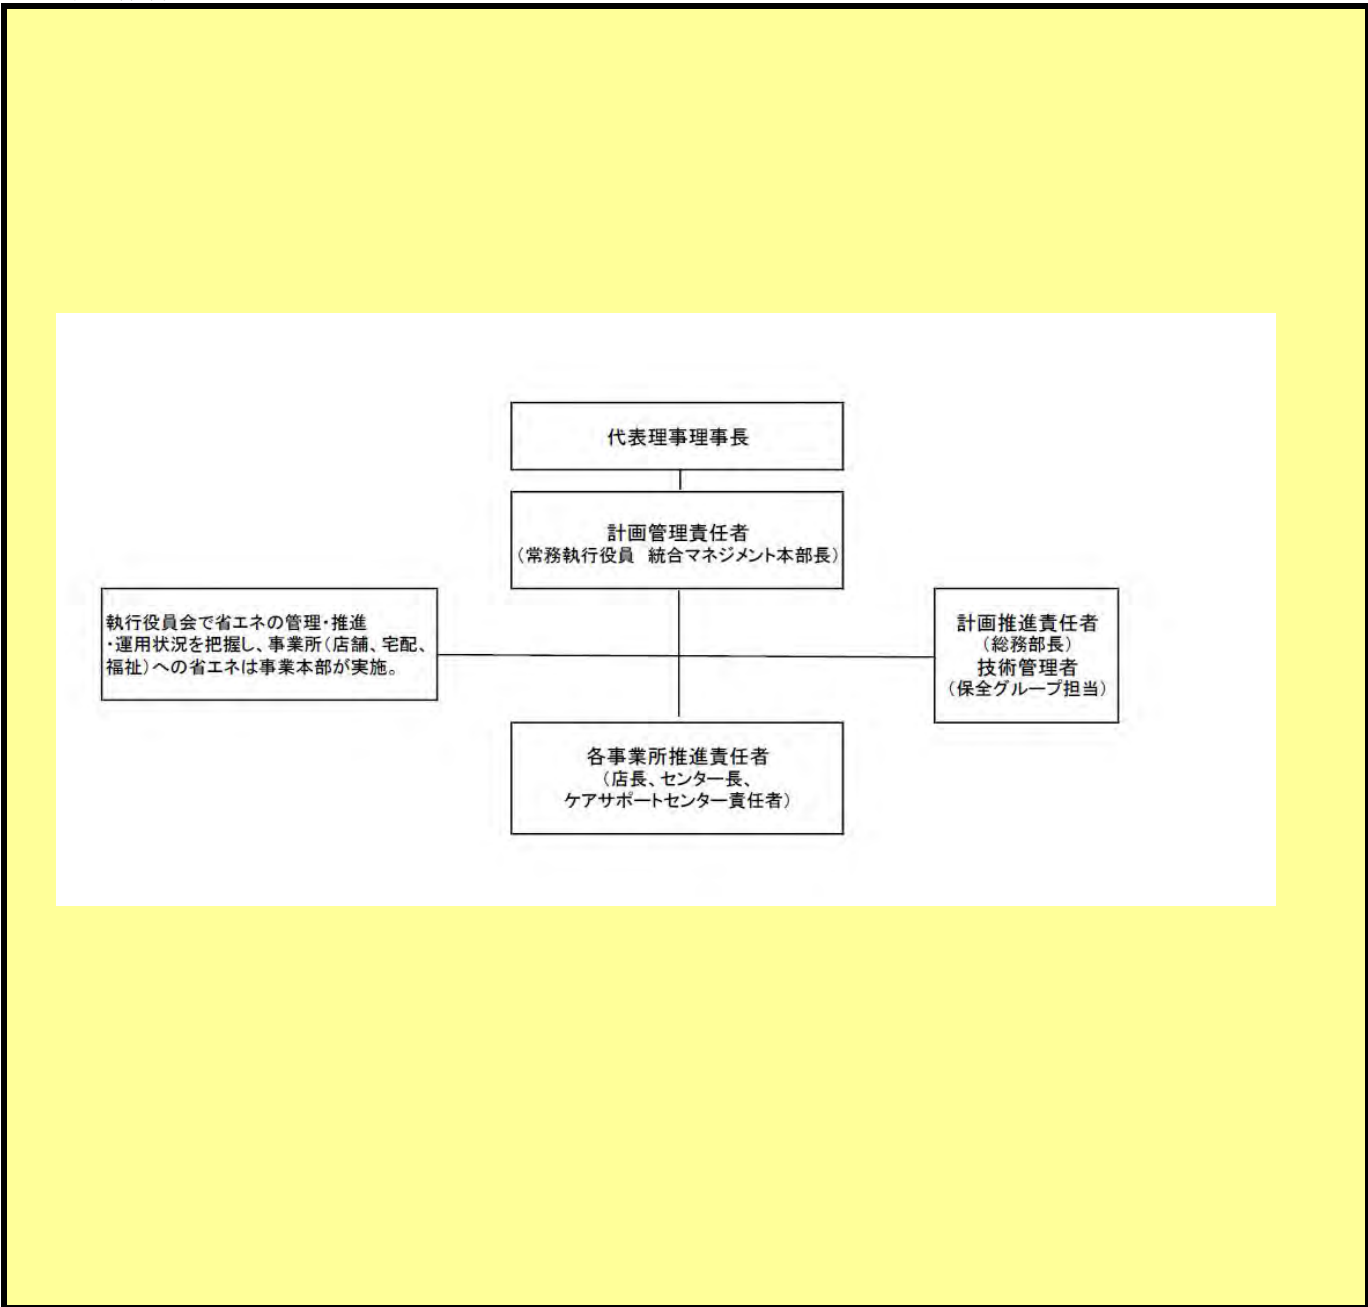 代表理事理事長
計画管理責任者
（常務執行役員　統合マネジメント本部長）
執行役員会で省エネの管理・推進
・運用状況を把握し、事業所（店舗、宅配、
福祉）への省エネは事業本部が実施。
計画推進責任者
（総務部長）
技術管理者
（保全グループ担当）
各事業所推進責任者
（店長、センター長、
ケアサポートセンター責任者）